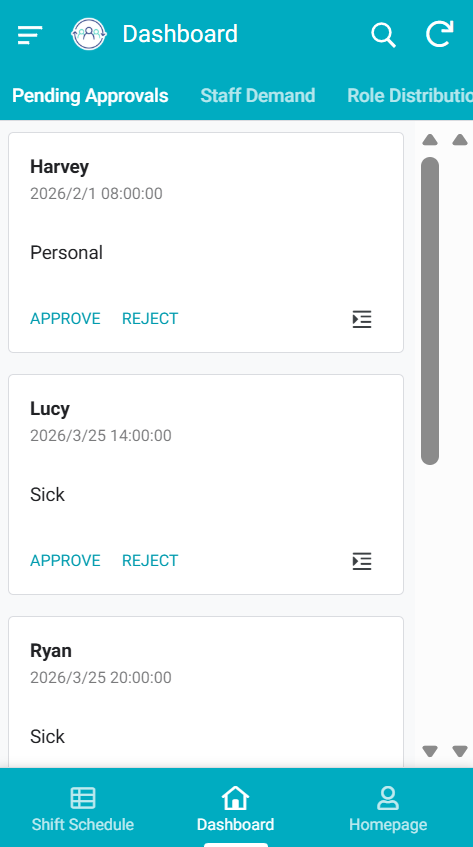 Dashboard
Pending Approvals Staff Demand Role Distributio
Harvey
2026/2/1 08:00:00
Personal
APPROVE REJECT
Lucy
2026/3/25 14:00:00
Sick
APPROVE REJECT
Ryan
2026/3/25 20:00:00
Sick
Shift Schedule Dashboard Homepage